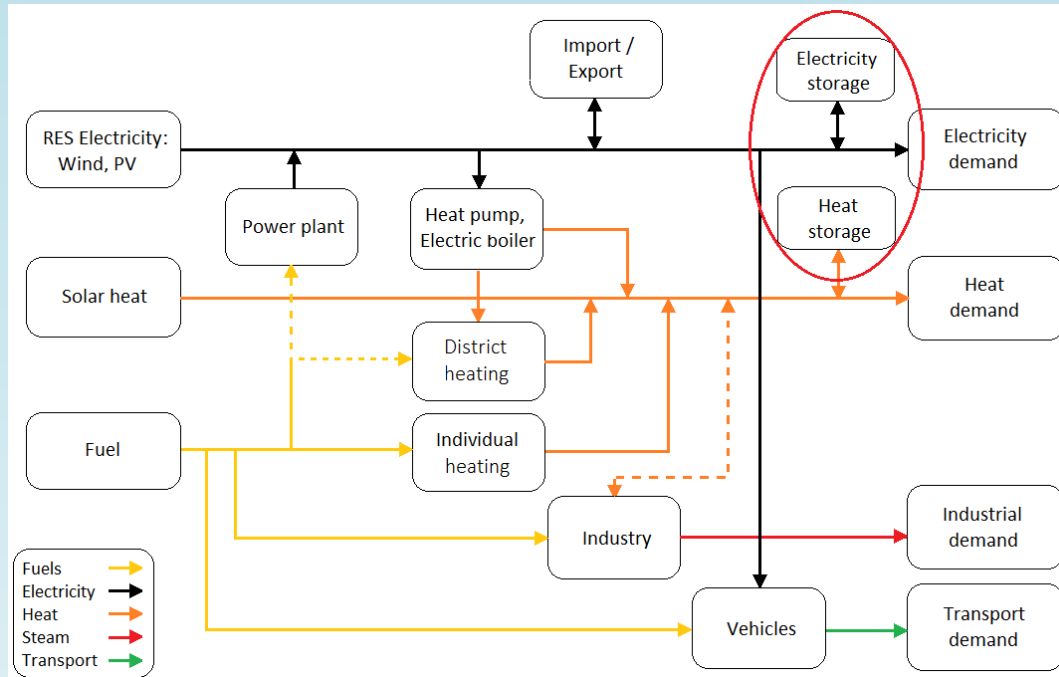 Import /
Export
Electricity
storage
RES Electricity:
Wind, PV
Electricity
demand
Power plant
Heat pump,
Electric boiler
Heat
storage
Solar heat
Heat
demand
District
heating
Fuel
Individual
heating
Industry
Industrial
demand
Vehicles
Transport
demand
Fuels
Electricity
Heat
Steam
Transport